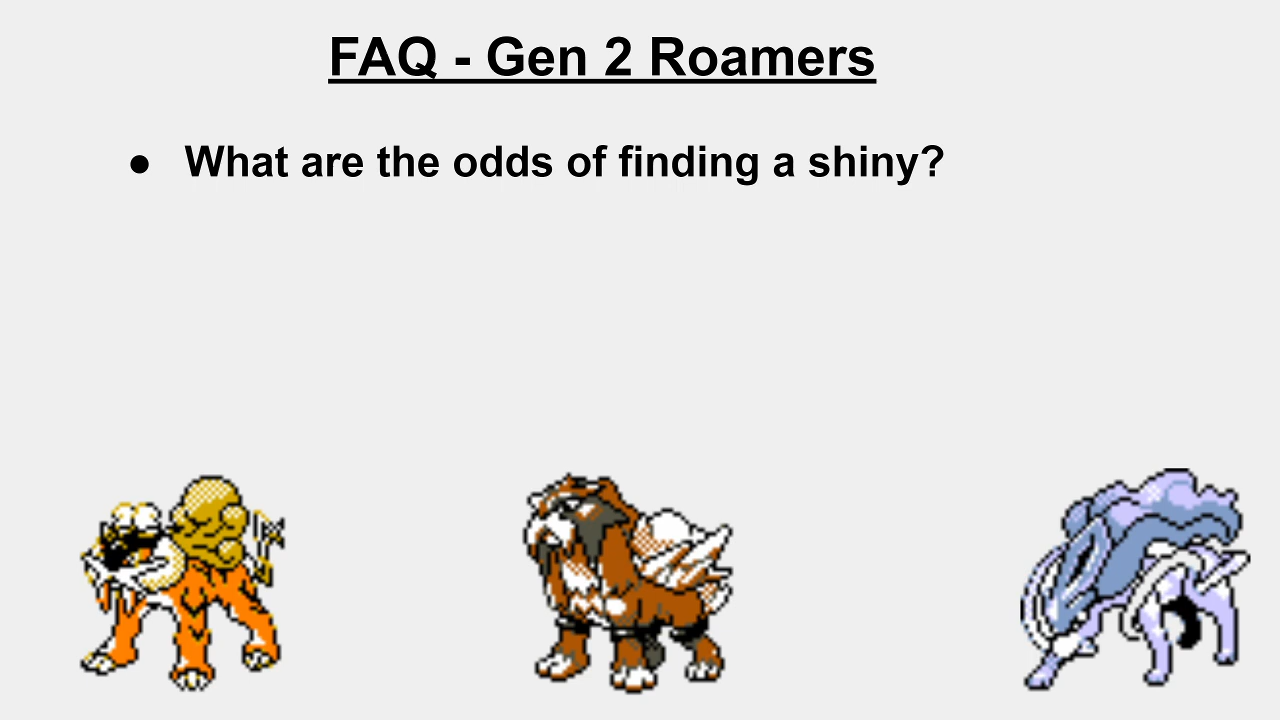 FAQ - Gen 2 Roamers
● What are the odds of finding a shiny?